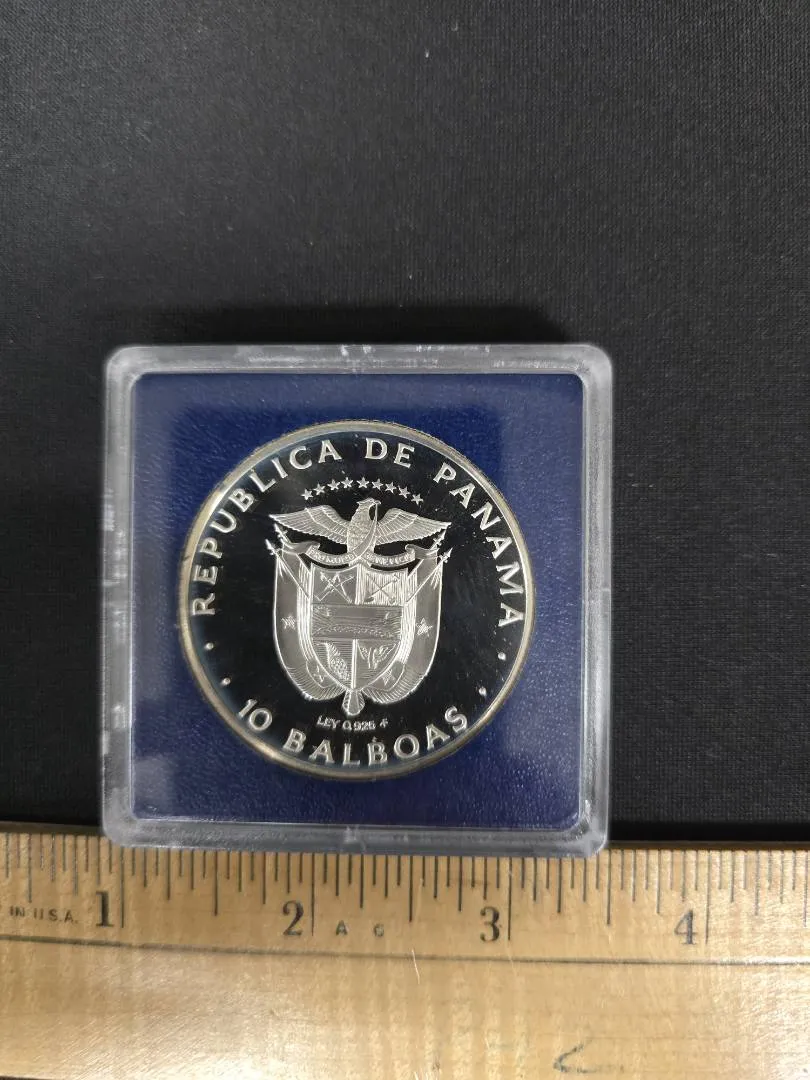 REPUBLICA DE PANAMA
LEY 0.925
10 BALBOAS
IN U.S.A. 1 2 A G 3 4